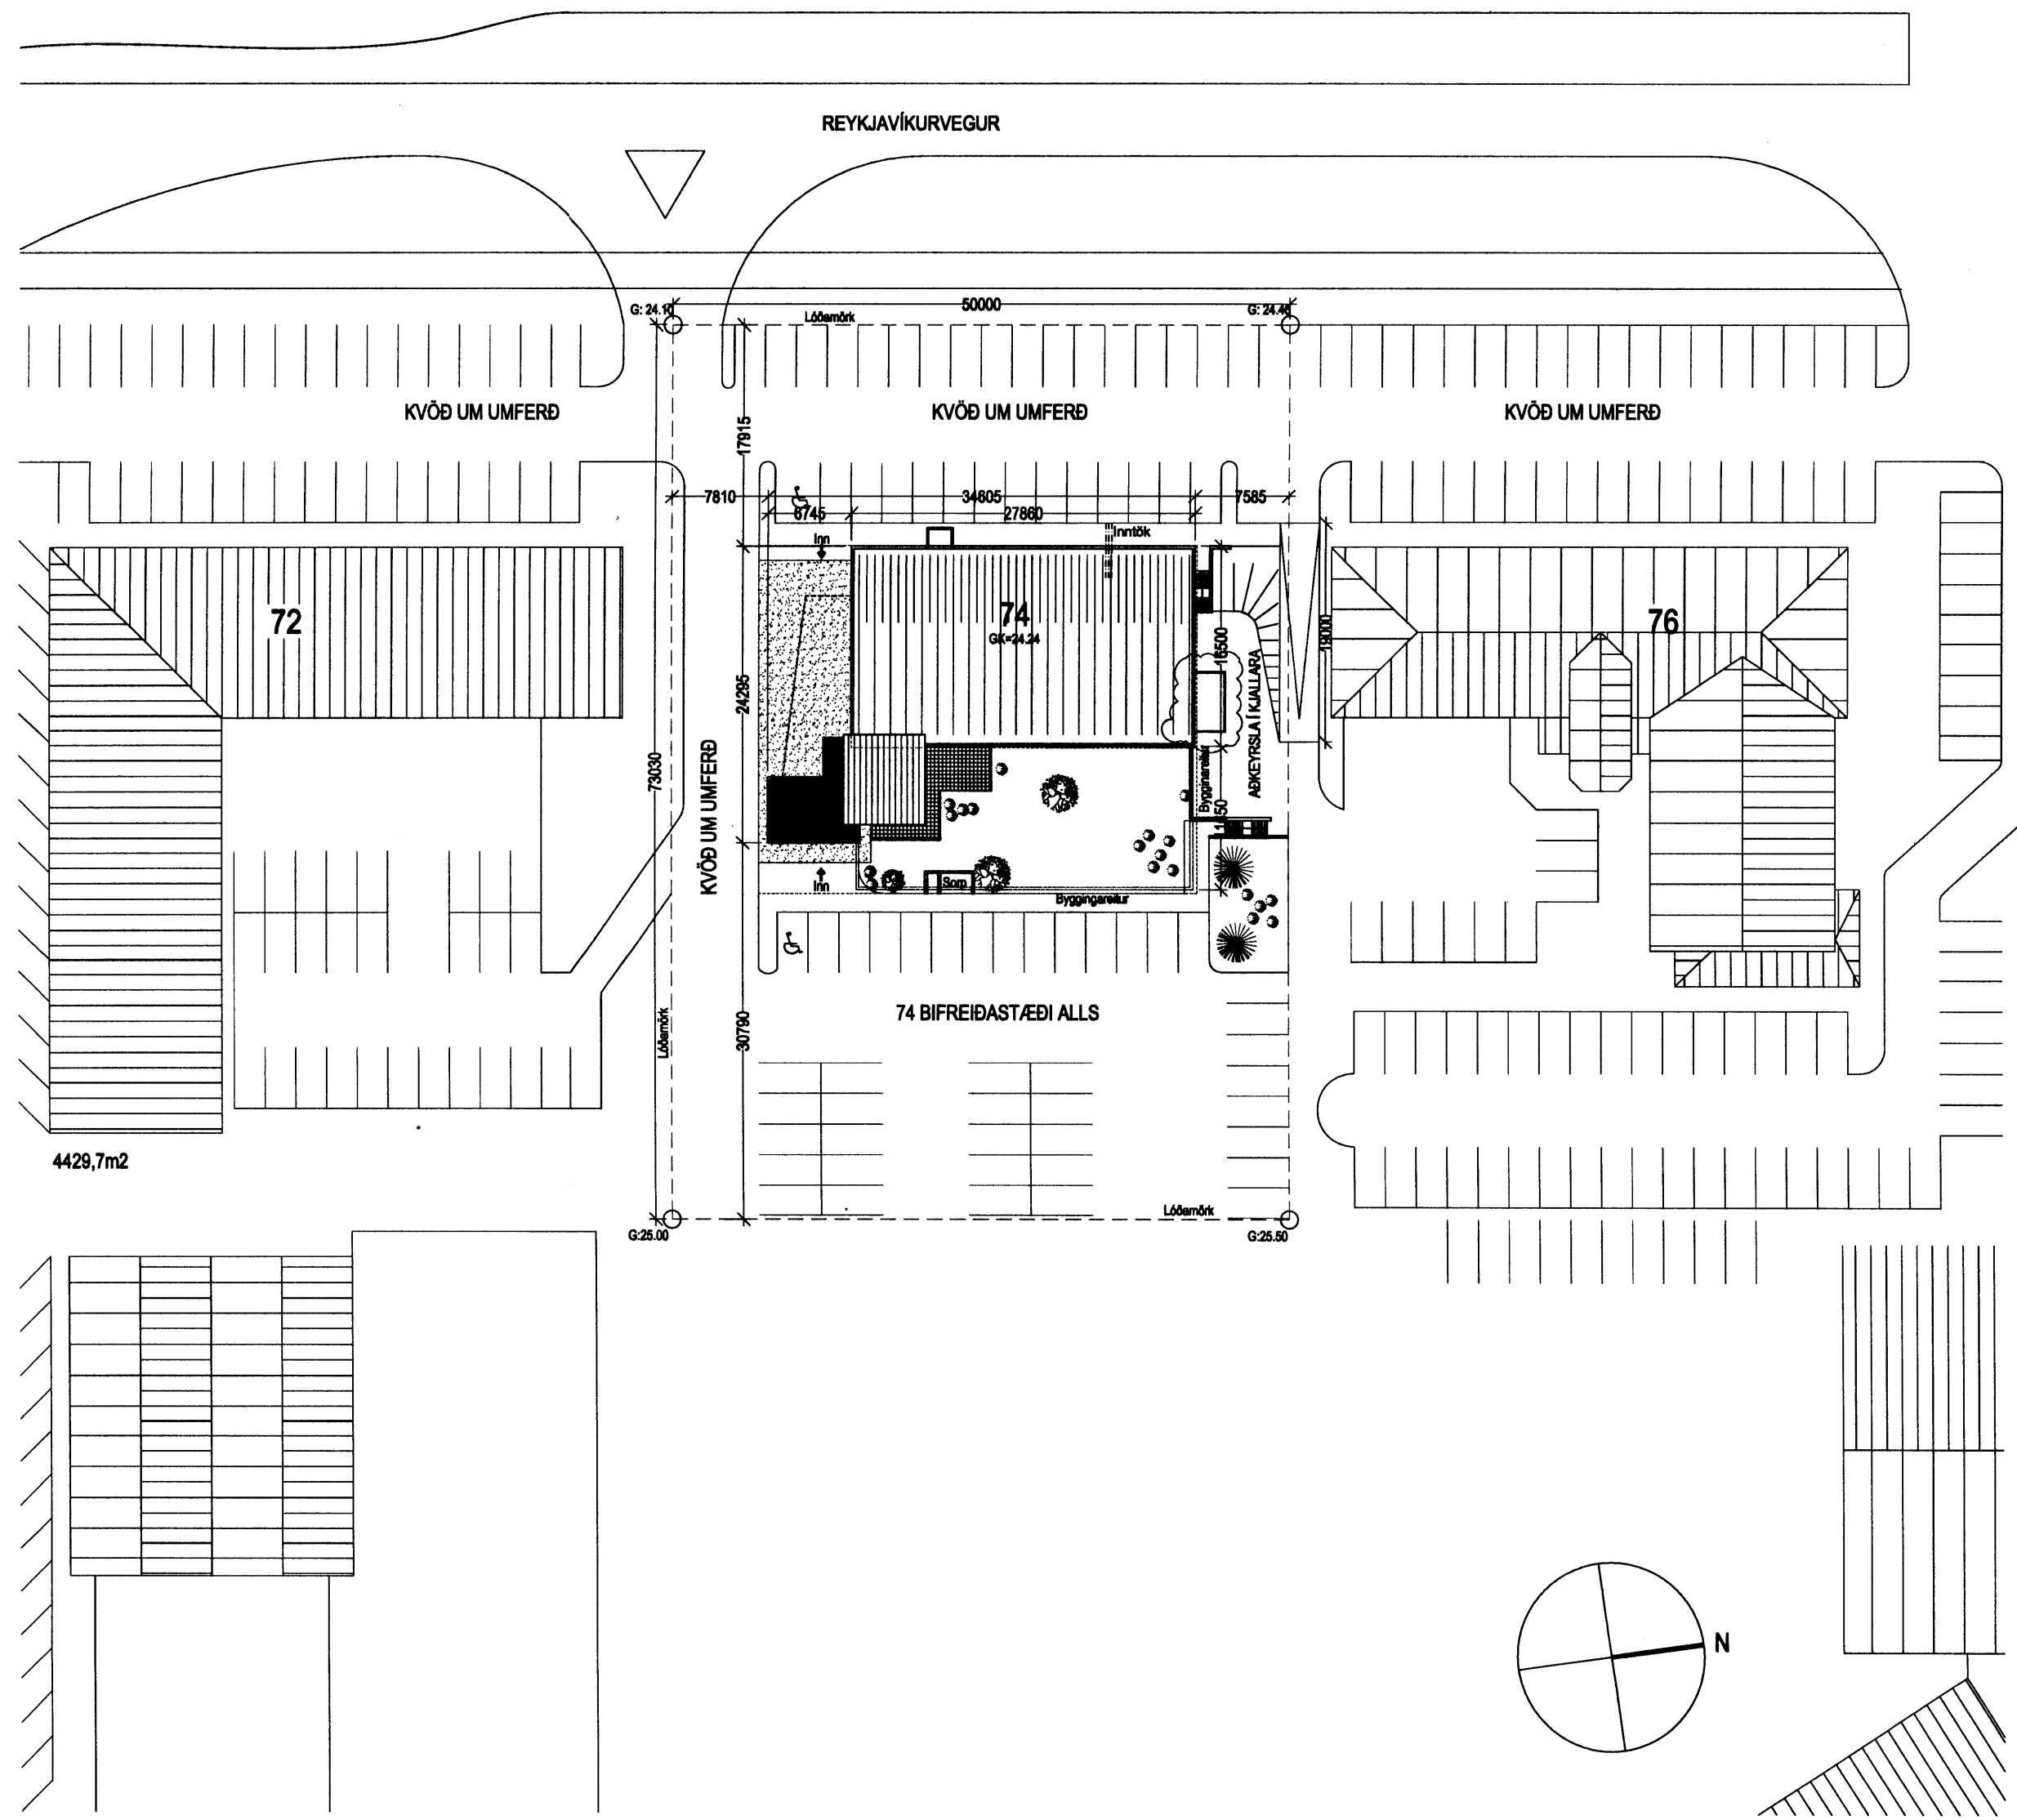 REYKJAVÍKURVEGUR
50000
G: 24.10
Lóðamörk
G: 24.40
KVÖÐ UM UMFERÐ
KVÖÐ UM UMFERÐ
KVÖÐ UM UMFERÐ
17915
7810
34605
7585
6745
27860
Inn
Inntök
72
74
GK=24.24
76
16500
19000
24295
73030
KVÖÐ UM UMFERÐ
AÐKEYRSLA Í KJALLARA
Byggingareitur
Inn
Sorp
Byggingareitur
74 BIFREIÐASTÆÐI ALLS
30790
Lóðamörk
4429,7m2
Lóðamörk
G:25.00
G:25.50
N